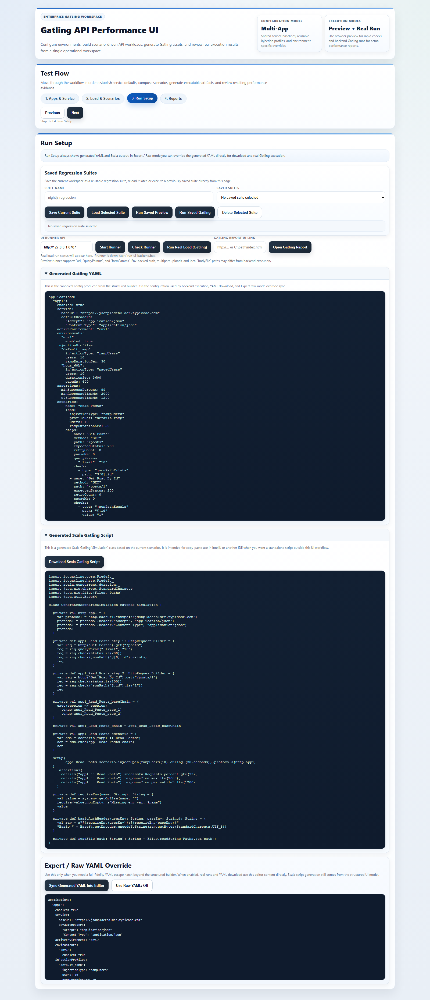 ENTERPRISE GATLING WORKSPACE
Gatling API Performance UI
Configure environments, build scenario-driven API workloads, generate Gatling assets, and review real execution results
from a single operational workspace.
CONFIGURATION MODEL
Multi-App
Shared service baselines, reusable
injection profiles, and environment-
specific overrides.
EXECUTION MODES
Preview + Real Run
Use browser preview for rapid checks
and backend Gatling runs for actual
performance reports.
Test Flow
Move through the workflow in order: establish service defaults, compose scenarios, generate executable artifacts, and review resulting performance
evidence.
1. Apps & Service
2. Load & Scenarios
3. Run Setup
4. Reports
Previous
Next
Step 3 of 4: Run Setup
Run Setup
Run Setup always shows generated YAML and Scala output. In Expert / Raw mode you can override the generated YAML directly for download and real Gatling execution.
Saved Regression Suites
Save the current workspace as a reusable regression suite, reload it later, or execute a previously saved suite directly from this page.
SUITE NAME
SAVED SUITES
nightly-regression
No saved suite selected
Save Current Suite
Load Selected Suite
Run Saved Preview
Run Saved Gatling
Delete Selected Suite
No saved regression suite selected.
UI RUNNER API
GATLING REPORT UI LINK
http://127.0.0.1:8787
Start Runner
Check Runner
Run Real Load (Gatling)
http://... or C:\path\index.html
Open Gatling Report
Real load run status will appear here. If runner is down, start `run-ui-backend.bat`.
Preview runner supports `url`, `queryParams`, and `formParams`. Env-backed auth, multipart uploads, and local `bodyFile` paths may differ from backend execution.
▼ Generated Gatling YAML
This is the canonical config produced from the structured builder. It is the configuration used by backend execution, YAML download, and Expert raw-mode override sync.
applications:
  "app1":
    enabled: true
    service:
      baseUrl: "https://jsonplaceholder.typicode.com"
      defaultHeaders:
        "Accept": "application/json"
        "Content-Type": "application/json"
    activeEnvironment: "env1"
    environments:
      "env1":
        enabled: true
    injectionProfiles:
      "default_ramp":
        injectionType: "rampUsers"
        users: 10
        rampDurationSec: 30
      "hour_60k":
        injectionType: "pacedUsers"
        users: 10
        durationSec: 3600
        paceMs: 600
    assertions:
      minSuccessPercent: 99
      maxResponseTimeMs: 2000
      p95ResponseTimeMs: 1200
    scenarios:
      - name: "Read Posts"
        load:
          injectionType: "rampUsers"
          profileRef: "default_ramp"
          users: 10
          rampDurationSec: 30
        steps:
          - name: "Get Posts"
            method: "GET"
            path: "/posts"
            expectedStatus: 200
            retryCount: 0
            pauseMs: 0
            queryParams:
              "_limit": "10"
            checks:
              - type: "jsonPathExists"
                path: "$[0].id"
          - name: "Get Post By Id"
            method: "GET"
            path: "/posts/1"
            expectedStatus: 200
            retryCount: 0
            pauseMs: 0
            checks:
              - type: "jsonPathEquals"
                path: "$.id"
                value: "1"
▼ Generated Scala Gatling Script
This is a generated Scala Gatling `Simulation` class based on the current scenarios. It is intended for copy-paste use in IntelliJ or another IDE when you want a standalone script outside this UI workflow.
Download Scala Gatling Script
import io.gatling.core.Predef._
import io.gatling.http.Predef._
import scala.concurrent.duration._
import java.nio.charset.StandardCharsets
import java.nio.file.{Files, Paths}
import java.util.Base64
class GeneratedScenarioSimulation extends Simulation {
  private val http_app1 = {
    var protocol = http.baseUrl("https://jsonplaceholder.typicode.com")
    protocol = protocol.header("Accept", "application/json")
    protocol = protocol.header("Content-Type", "application/json")
    protocol
  }
  private def app1_Read_Posts_step_1: HttpRequestBuilder = {
    var req = http("Get Posts").get("/posts")
    req = req.queryParam("_limit", "10")
    req = req.check(status.is(200))
    req = req.check(jsonPath("$[0].id").exists)
    req
  }
  private def app1_Read_Posts_step_2: HttpRequestBuilder = {
    var req = http("Get Post By Id").get("/posts/1")
    req = req.check(status.is(200))
    req = req.check(jsonPath("$.id").is("1"))
    req
  }
  private val app1_Read_Posts_baseChain = {
    exec(session => session)
      .exec(app1_Read_Posts_step_1)
      .exec(app1_Read_Posts_step_2)
  }
  private val app1_Read_Posts_chain = app1_Read_Posts_baseChain
  private val app1_Read_Posts_scenario = {
    var scn = scenario("app1 :: Read Posts")
    scn = scn.exec(app1_Read_Posts_chain)
    scn
  }
  setUp(
        app1_Read_Posts_scenario.injectOpen(rampUsers(10) during (30.seconds)).protocols(http_app1)
  )
    .assertions(
      details("app1 :: Read Posts").successfulRequests.percent.gte(99),
      details("app1 :: Read Posts").responseTime.max.lte(2000),
      details("app1 :: Read Posts").responseTime.percentile3.lte(1200)
    )
  private def requireEnv(name: String): String = {
    val value = sys.env.getOrElse(name, "")
    require(value.nonEmpty, s"Missing env var: $name")
    value
  }
  private def basicAuthHeader(userEnv: String, passEnv: String): String = {
    val raw = s"${requireEnv(userEnv)}:${requireEnv(passEnv)}"
    "Basic " + Base64.getEncoder.encodeToString(raw.getBytes(StandardCharsets.UTF_8))
  }
  private def readFile(path: String): String = Files.readString(Paths.get(path))
}
Expert / Raw YAML Override
Use this only when you need a full-fidelity YAML escape hatch beyond the structured builder. When enabled, real runs and YAML download use this editor content directly. Scala script generation still comes from the structured UI model.
Sync Generated YAML Into Editor
Use Raw YAML: Off
applications:
  "app1":
    enabled: true
    service:
      baseUrl: "https://jsonplaceholder.typicode.com"
      defaultHeaders:
        "Accept": "application/json"
        "Content-Type": "application/json"
    activeEnvironment: "env1"
    environments:
      "env1":
        enabled: true
    injectionProfiles:
      "default_ramp":
        injectionType: "rampUsers"
        users: 10
        rampDurationSec: 30